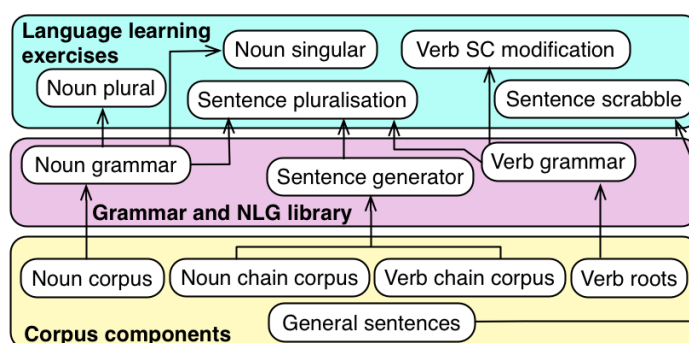 Language learning
exercises
Noun singular
Verb SC modification
Noun plural
Sentence pluralisation
Sentence scrabble
Noun grammar
Sentence generator
Verb grammar
Grammar and NLG library
Noun corpus
Noun chain corpus
Verb chain corpus
Verb roots
General sentences
Corpus components